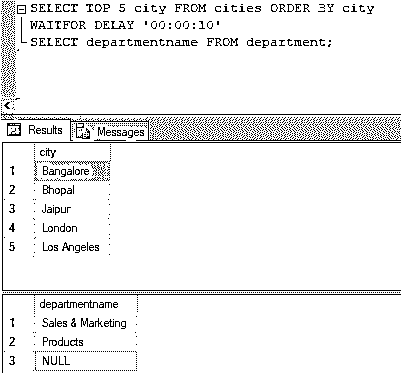 SELECT TOP 5 city FROM cities ORDER BY city
WAITFOR DELAY '00:00:10'
SELECT departmentname FROM department;
Results Messages
city
1 Bangalore
2 Bhopal
3 Jaipur
4 London
5 Los Angeles
departmentname
1 Sales & Marketing
2 Products
3 NULL